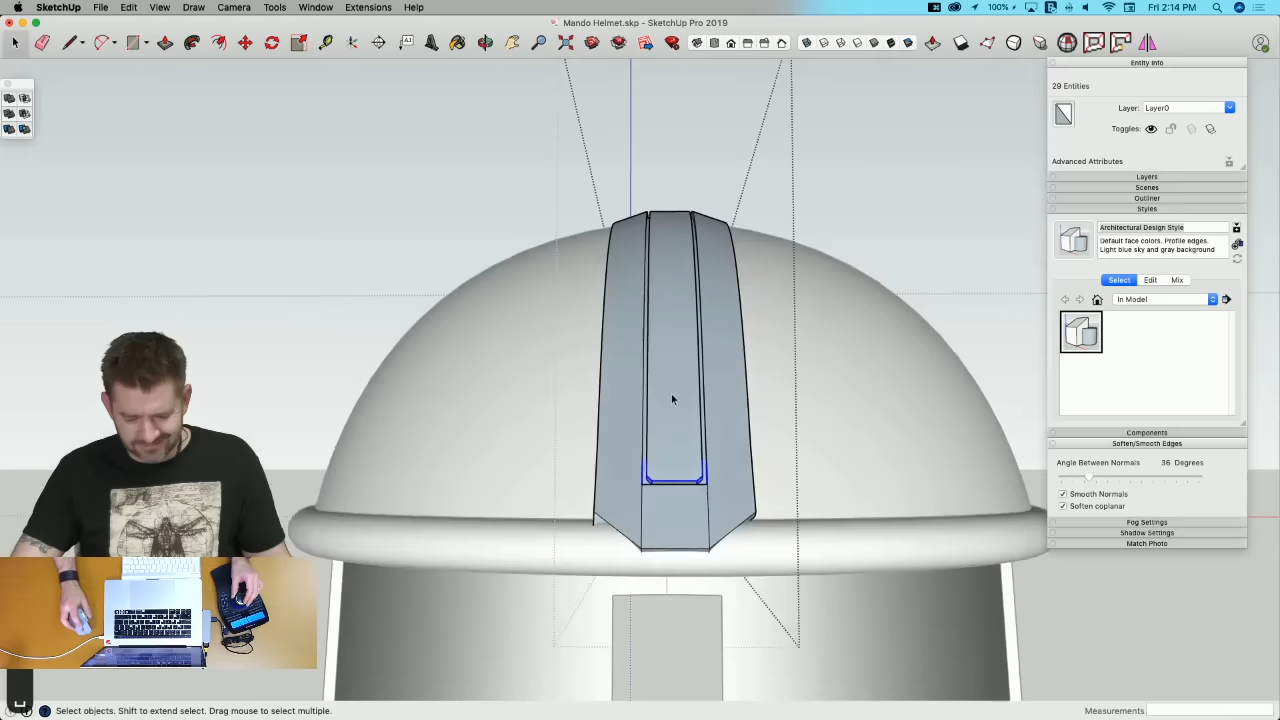 SketchUp File Edit View Draw Camera Tools Window Extensions Help 100% Fri 2:14 PM
Mando Helmet.skp - SketchUp Pro 2019
Entity Info
29 Entities
Layer: Layer0
Toggles:
Advanced Attributes
Layers
Scenes
Outliner
Styles
Architectural Design Style
Default face colors. Profile edges.
Light blue sky and gray background
Select Edit Mix
In Model
Components
Soften/Smooth Edges
Angle Between Normals 36 Degrees
Smooth Normals
Soften coplanar
Fog Settings
Shadow Settings
Match Photo
Select objects. Shift to extend select. Drag mouse to select multiple.
Measurements